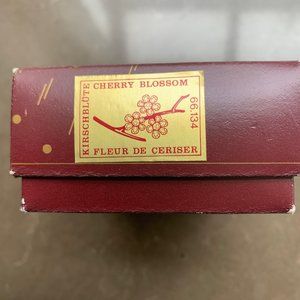 KIRSCHBLÜTE
CHERRY BLOSSOM
66.134
FLEUR DE CERISER